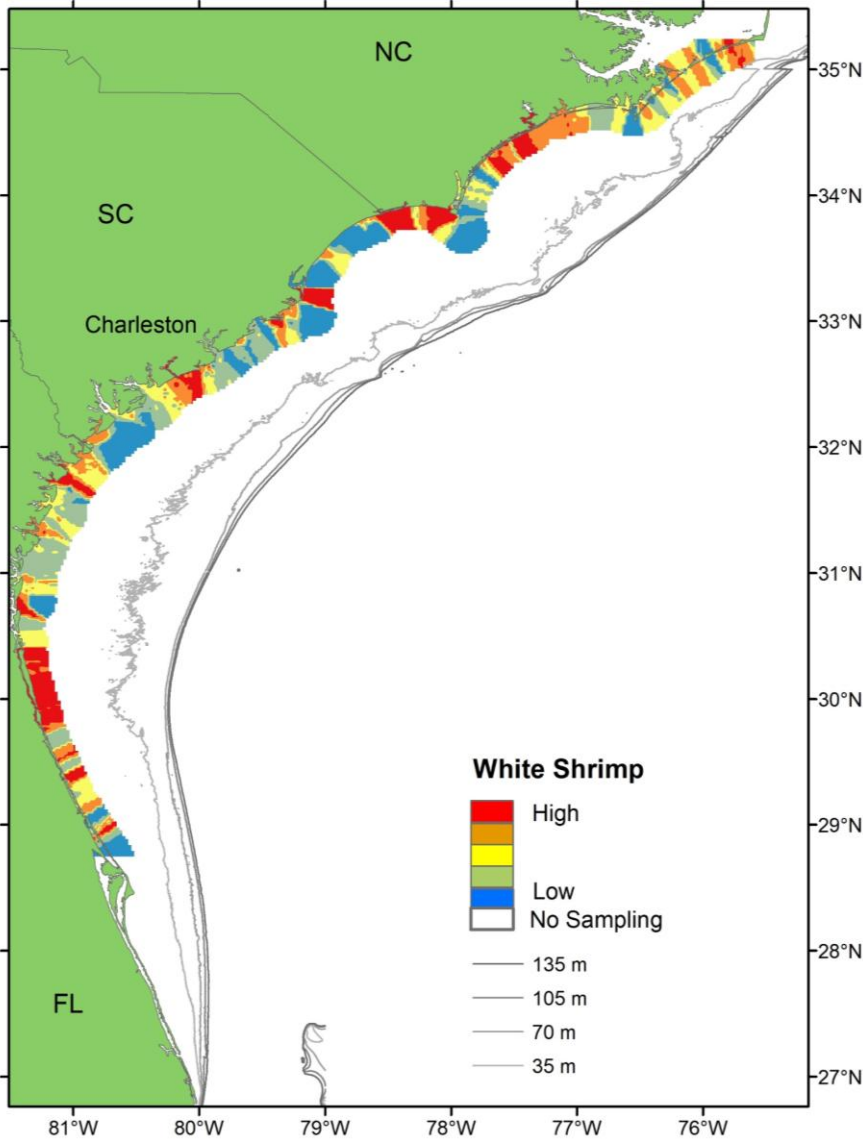 NC
35°N
34°N
SC
Charleston
33°N
32°N
31°N
30°N
White Shrimp
High
Low
No Sampling
29°N
135 m
105 m
70 m
35 m
28°N
FL
27°N
81°W 80°W 79°W 78°W 77°W 76°W